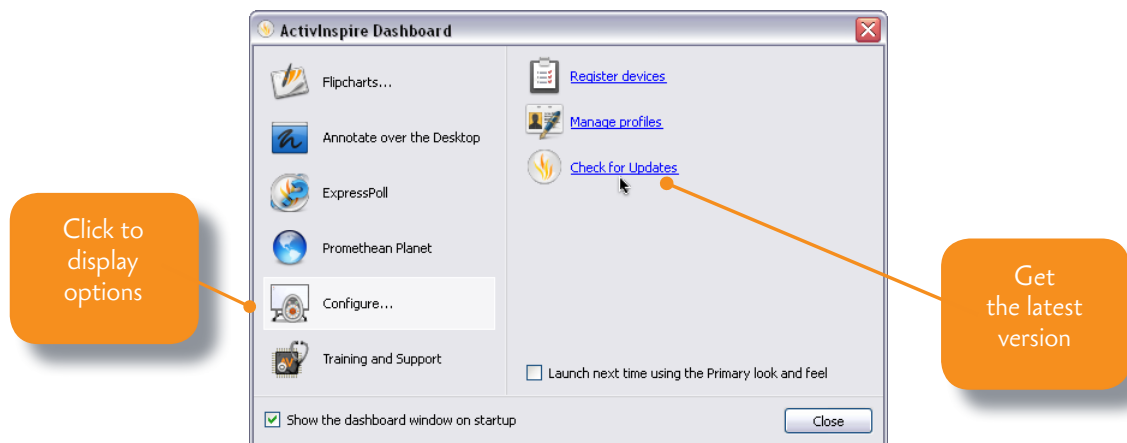 ActivInspire Dashboard
Flipcharts...
Annotate over the Desktop
ExpressPoll
Promethean Planet
Configure...
Training and Support
Register devices
Manage profiles
Check for Updates
Launch next time using the Primary look and feel
Show the dashboard window on startup
Close
Click to
display
options
Get
the latest
version